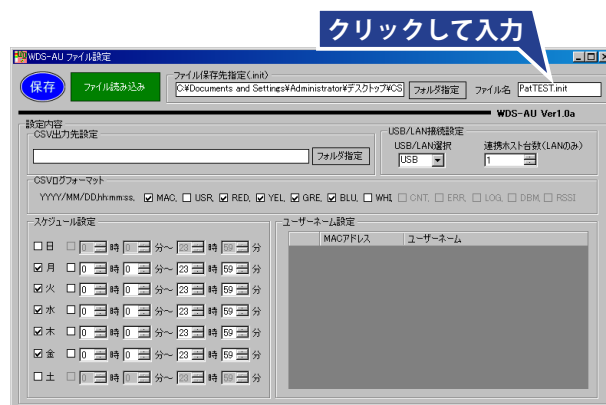 クリックして入力
WDS-AU ファイル設定
保存
ファイル読み込み
ファイル保存先指定(.init)
C:¥Documents and Settings¥Administrator¥デスクトップ¥CS
フォルダ指定
ファイル名
PatTEST.init
WDS-AU Ver1.0a
設定内容
CSV出力先設定
フォルダ指定
USB/LAN接続設定
USB/LAN選択
連携ホスト台数(LANのみ)
USB
1
CSVログフォーマット
YYYY/MM/DD,hh:mm:ss, MAC, USR, RED, YEL, GRE, BLU, WHI, CNT, ERR, LOG, DBM, RSSI
スケジュール設定
日 0 時 0 分~ 23 時 59 分
月 0 時 0 分~ 23 時 59 分
火 0 時 0 分~ 23 時 59 分
水 0 時 0 分~ 23 時 59 分
木 0 時 0 分~ 23 時 59 分
金 0 時 0 分~ 23 時 59 分
土 0 時 0 分~ 23 時 59 分
ユーザーネーム設定
MACアドレス ユーザーネーム